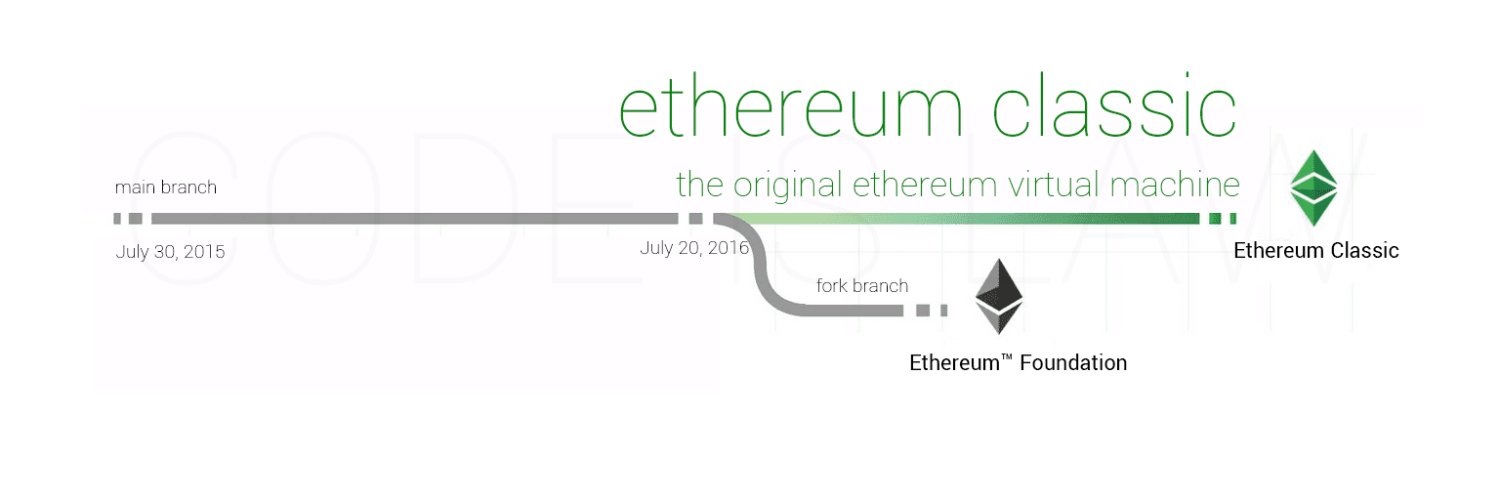 ethereum classic
the original ethereum virtual machine
CODE IS LAW
main branch
July 30, 2015
July 20, 2016
Ethereum Classic
fork branch
Ethereum™ Foundation